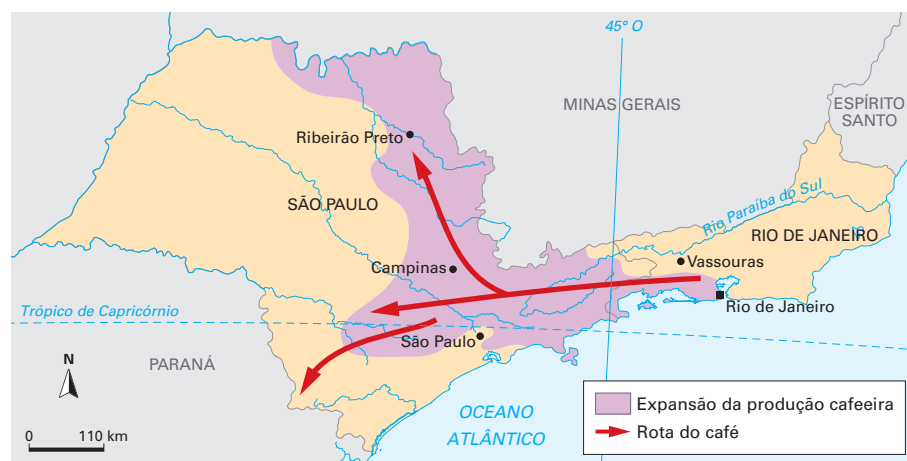 45° O
MINAS GERAIS
ESPÍRITO
SANTO
Ribeirão Preto
SÃO PAULO
Rio Paraíba do Sul
RIO DE JANEIRO
Vassouras
Campinas
Rio de Janeiro
Trópico de Capricórnio
São Paulo
PARANÁ
N
OCEANO
ATLÂNTICO
0 110 km
Expansão da produção cafeeira
Rota do café